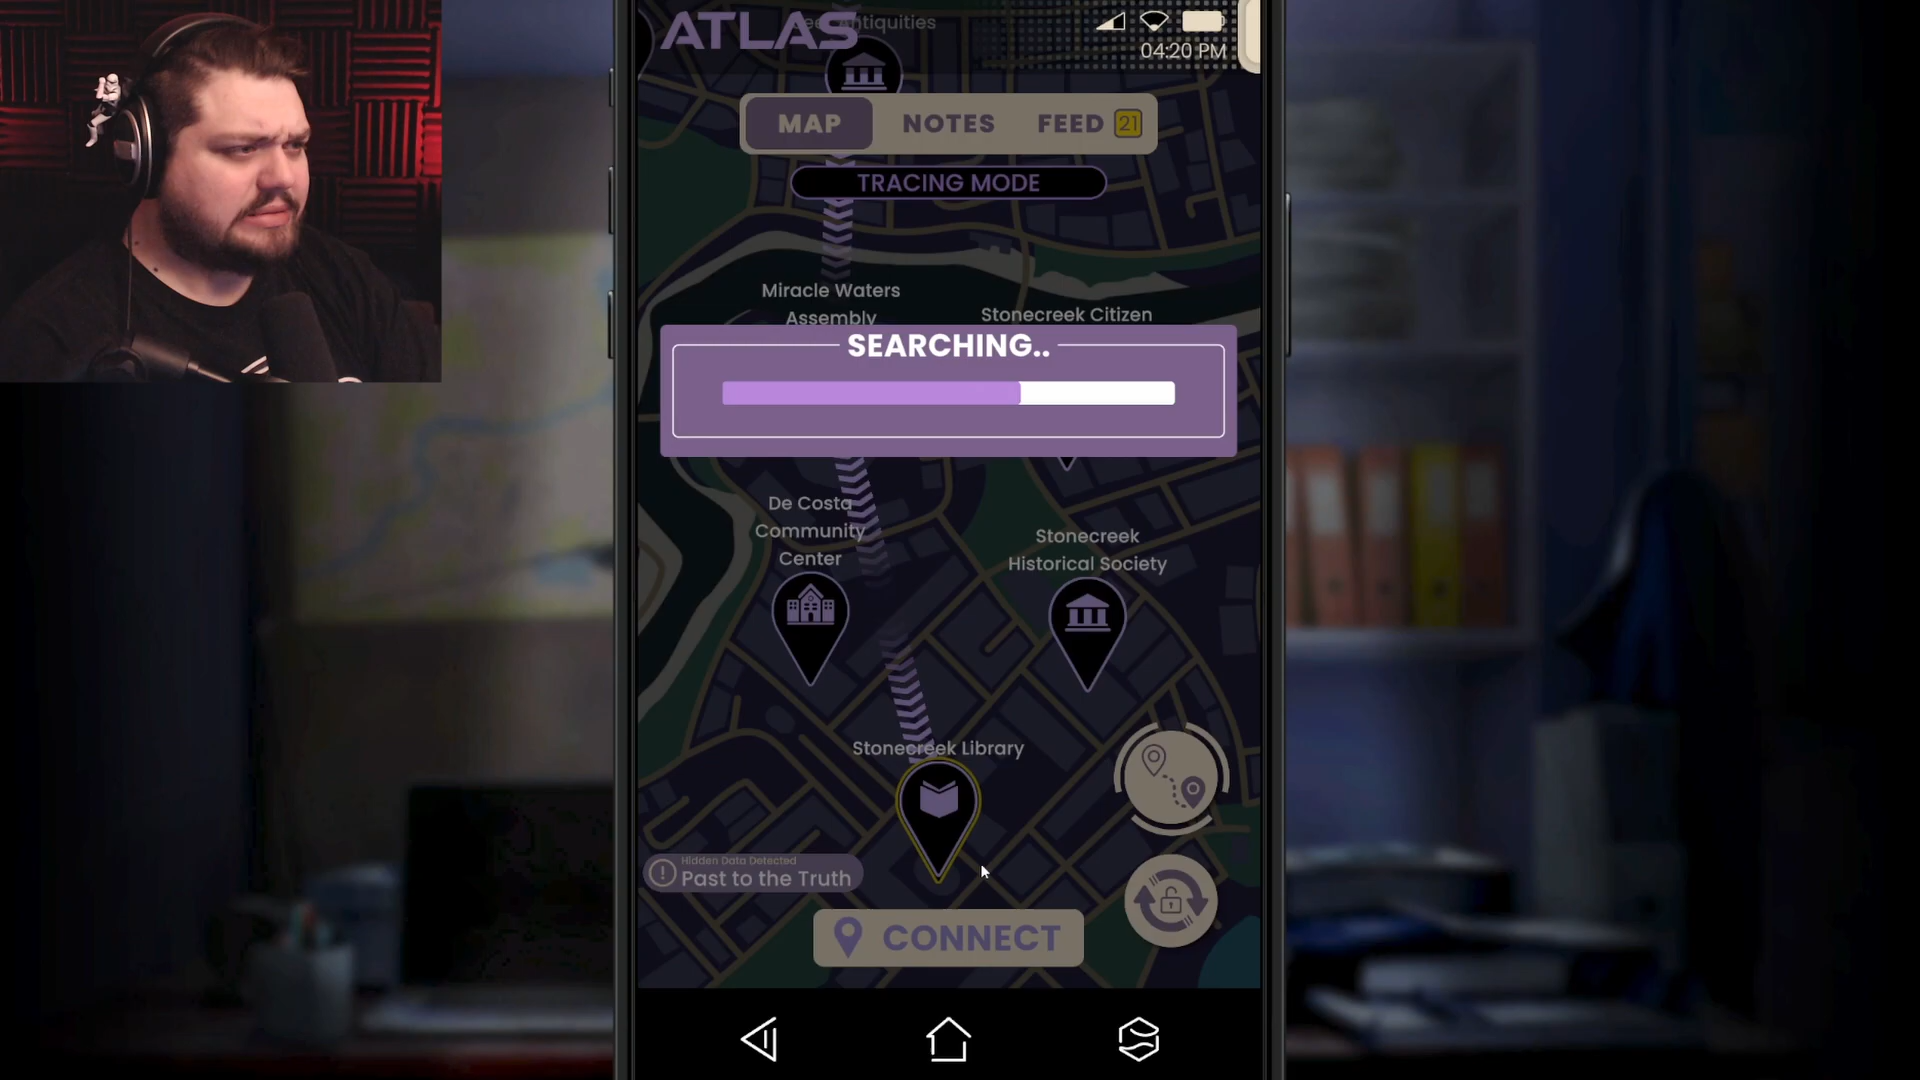 ATLAS
Antiquities
04:20 PM
MAP
NOTES
FEED 21
TRACING MODE
Miracle Waters
Assembly
Stonecreek Citizen
SEARCHING..
De Costa
Community
Center
Stonecreek
Historical Society
Stonecreek Library
Hidden Data Detected
Past to the Truth
CONNECT